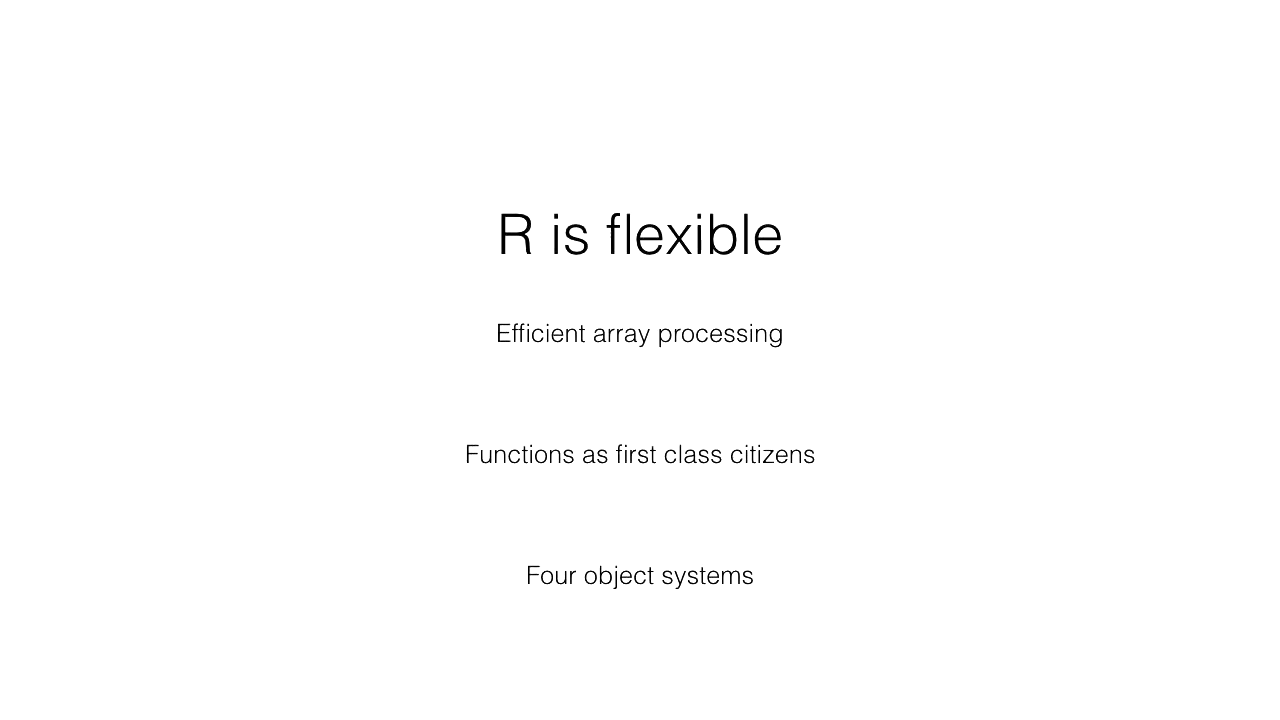 R is flexible
Efficient array processing
Functions as first class citizens
Four object systems